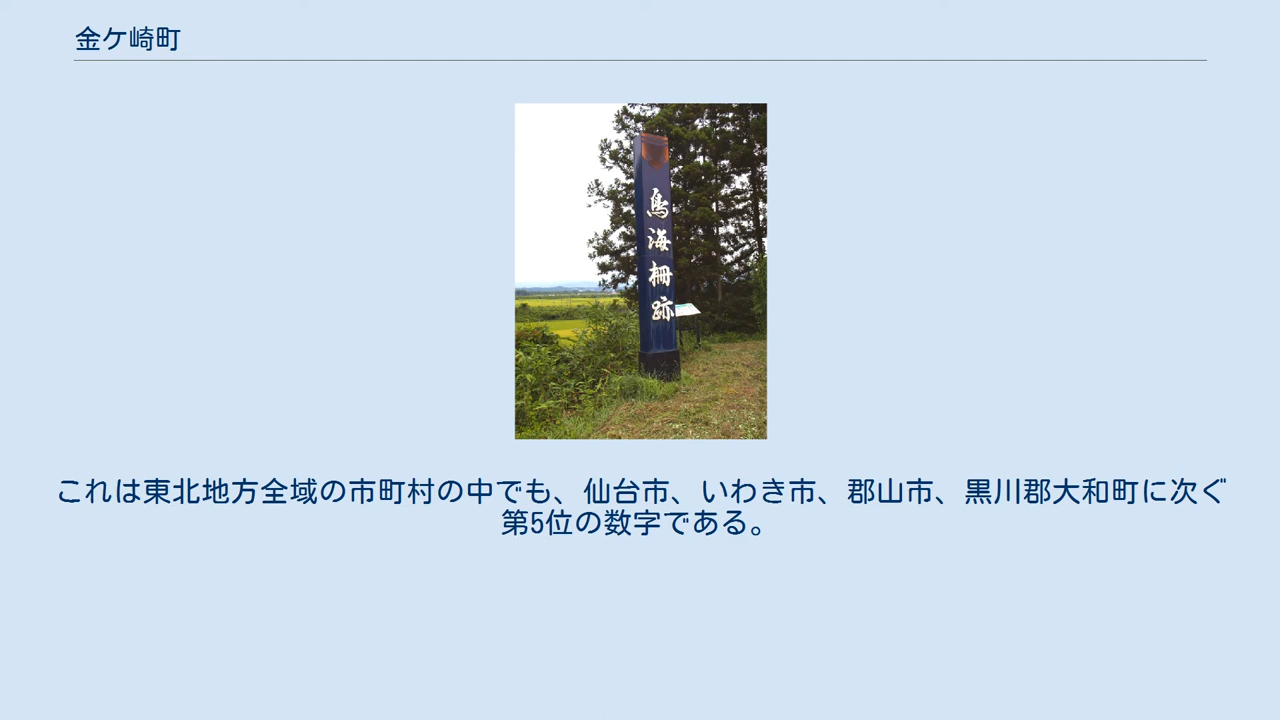 金ケ崎町
鳥海柵跡
これは東北地方全域の市町村の中でも、仙台市、いわき市、郡山市、黒川郡大和町に次ぐ
第5位の数字である。